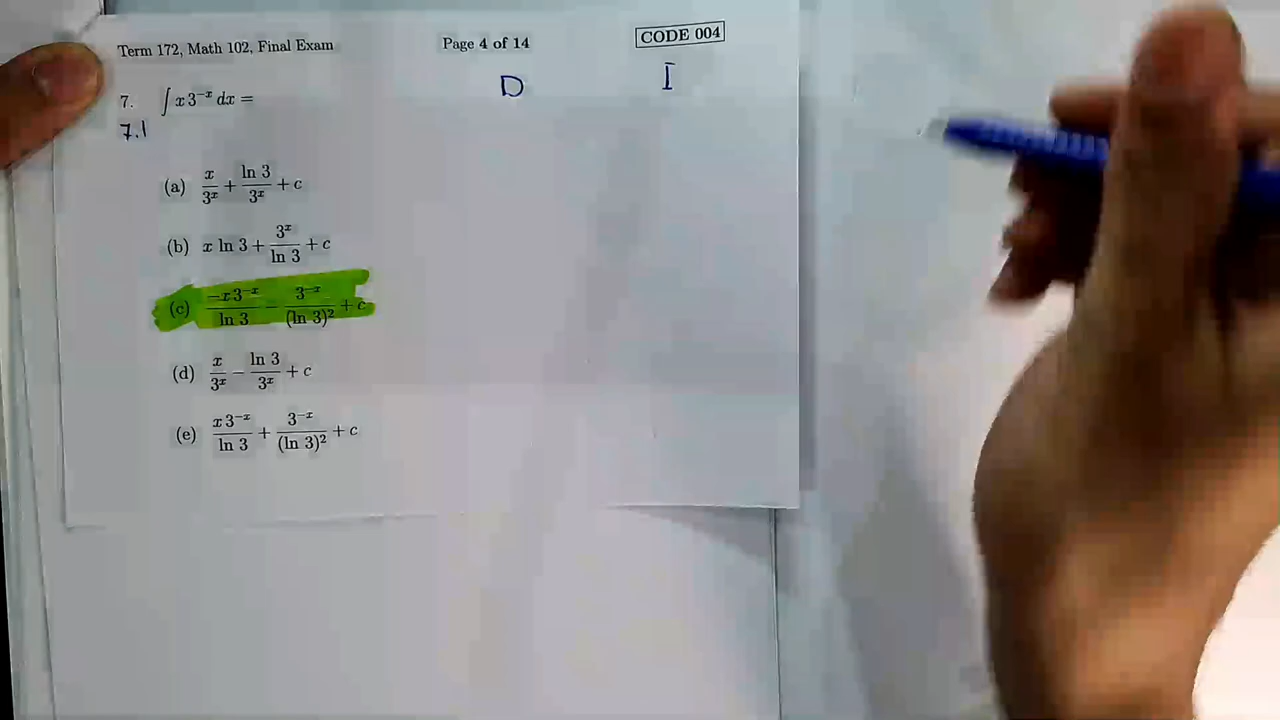 Term 172, Math 102, Final Exam Page 4 of 14 CODE 004
D I
7. ∫ x 3^{-x} dx =
7.1
(a) x/3^x + ln 3/3^x + c
(b) x ln 3 + 3^x/ln 3 + c
(c) -x 3^{-x}/ln 3 - 3^{-x}/(ln 3)^2 + c
(d) x/3^x - ln 3/3^x + c
(e) x 3^{-x}/ln 3 + 3^{-x}/(ln 3)^2 + c